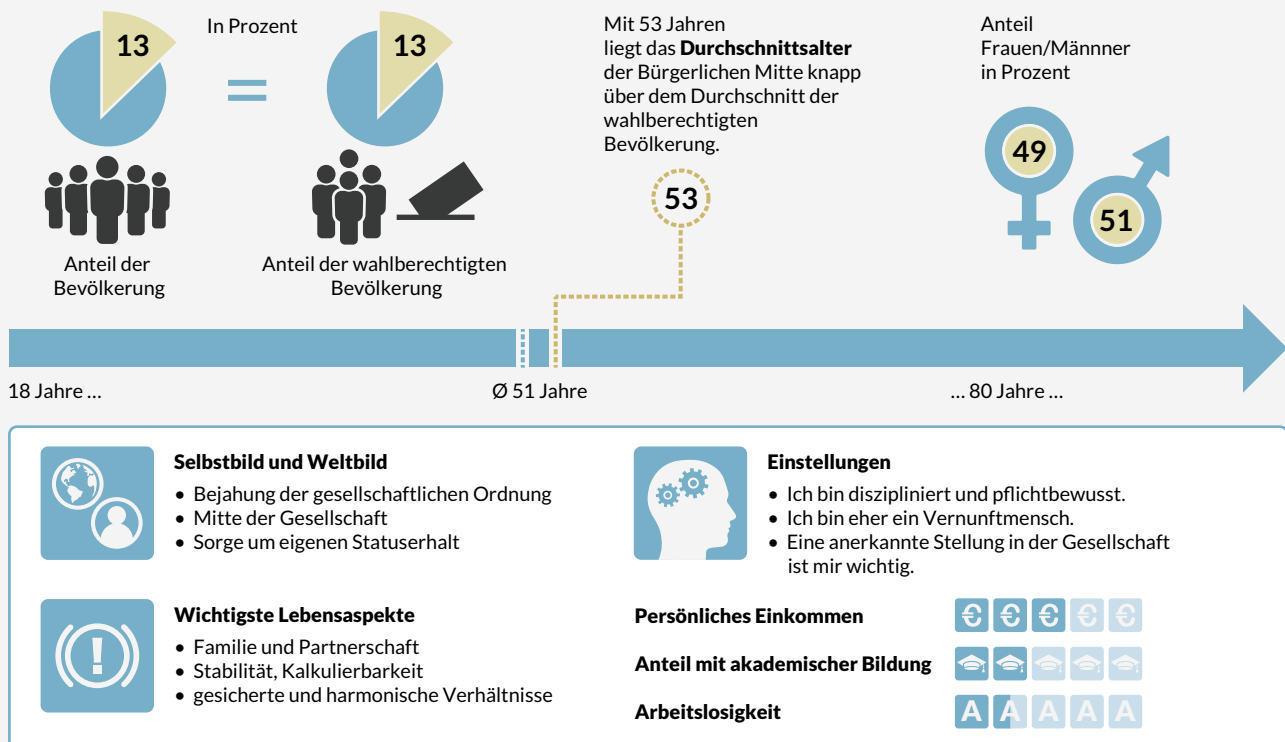 13
In Prozent
13
Anteil der
Bevölkerung
Anteil der wahlberechtigten
Bevölkerung
Mit 53 Jahren
liegt das Durchschnittsalter
der Bürgerlichen Mitte knapp
über dem Durchschnitt der
wahlberechtigten
Bevölkerung.
53
Anteil
Frauen/Männner
in Prozent
49
51
18 Jahre ...
Ø 51 Jahre
... 80 Jahre ...
Selbstbild und Weltbild
• Bejahung der gesellschaftlichen Ordnung
• Mitte der Gesellschaft
• Sorge um eigenen Statuserhalt
Einstellungen
• Ich bin diszipliniert und pflichtbewusst.
• Ich bin eher ein Vernunftmensch.
• Eine anerkannte Stellung in der Gesellschaft
ist mir wichtig.
Wichtigste Lebensaspekte
• Familie und Partnerschaft
• Stabilität, Kalkulierbarkeit
• gesicherte und harmonische Verhältnisse
Persönliches Einkommen
€ € € € €
Anteil mit akademischer Bildung
Arbeitslosigkeit
A A A A A